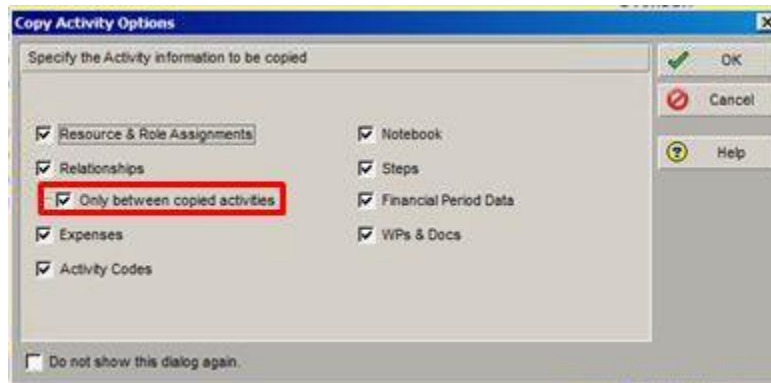 Copy Activity Options
Specify the Activity information to be copied
OK
Cancel
Help
Resource & Role Assignments
Relationships
Only between copied activities
Expenses
Activity Codes
Notebook
Steps
Financial Period Data
WPs & Docs
Do not show this dialog again.